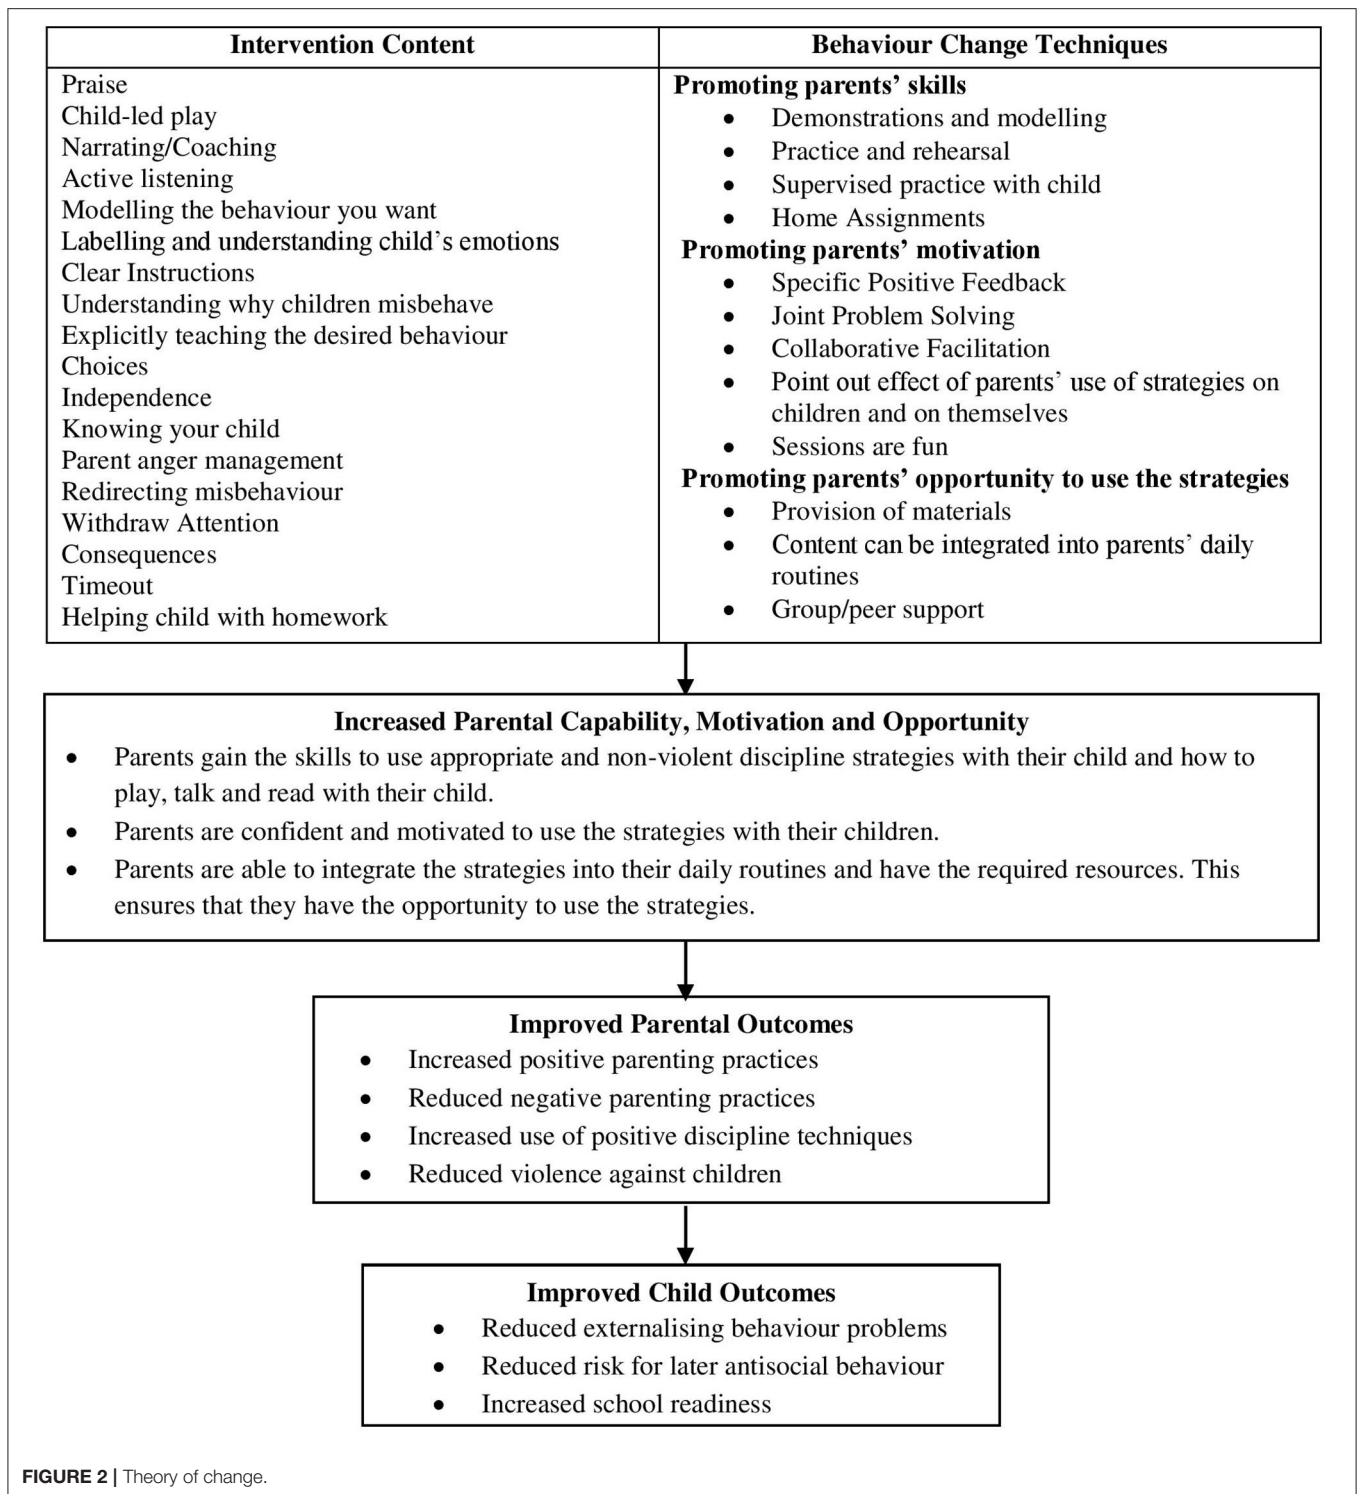 Intervention Content
Praise
Child-led play
Narrating/Coaching
Active listening
Modelling the behaviour you want
Labelling and understanding child's emotions
Clear Instructions
Understanding why children misbehave
Explicitly teaching the desired behaviour
Choices
Independence
Knowing your child
Parent anger management
Redirecting misbehaviour
Withdraw Attention
Consequences
Timeout
Helping child with homework
Behaviour Change Techniques
Promoting parents' skills
• Demonstrations and modelling
• Practice and rehearsal
• Supervised practice with child
• Home Assignments
Promoting parents' motivation
• Specific Positive Feedback
• Joint Problem Solving
• Collaborative Facilitation
• Point out effect of parents' use of strategies on
children and on themselves
• Sessions are fun
Promoting parents' opportunity to use the strategies
• Provision of materials
• Content can be integrated into parents' daily
routines
• Group/peer support
Increased Parental Capability, Motivation and Opportunity
• Parents gain the skills to use appropriate and non-violent discipline strategies with their child and how to
play, talk and read with their child.
• Parents are confident and motivated to use the strategies with their children.
• Parents are able to integrate the strategies into their daily routines and have the required resources. This
ensures that they have the opportunity to use the strategies.
Improved Parental Outcomes
• Increased positive parenting practices
• Reduced negative parenting practices
• Increased use of positive discipline techniques
• Reduced violence against children
Improved Child Outcomes
• Reduced externalising behaviour problems
• Reduced risk for later antisocial behaviour
• Increased school readiness
FIGURE 2 | Theory of change.